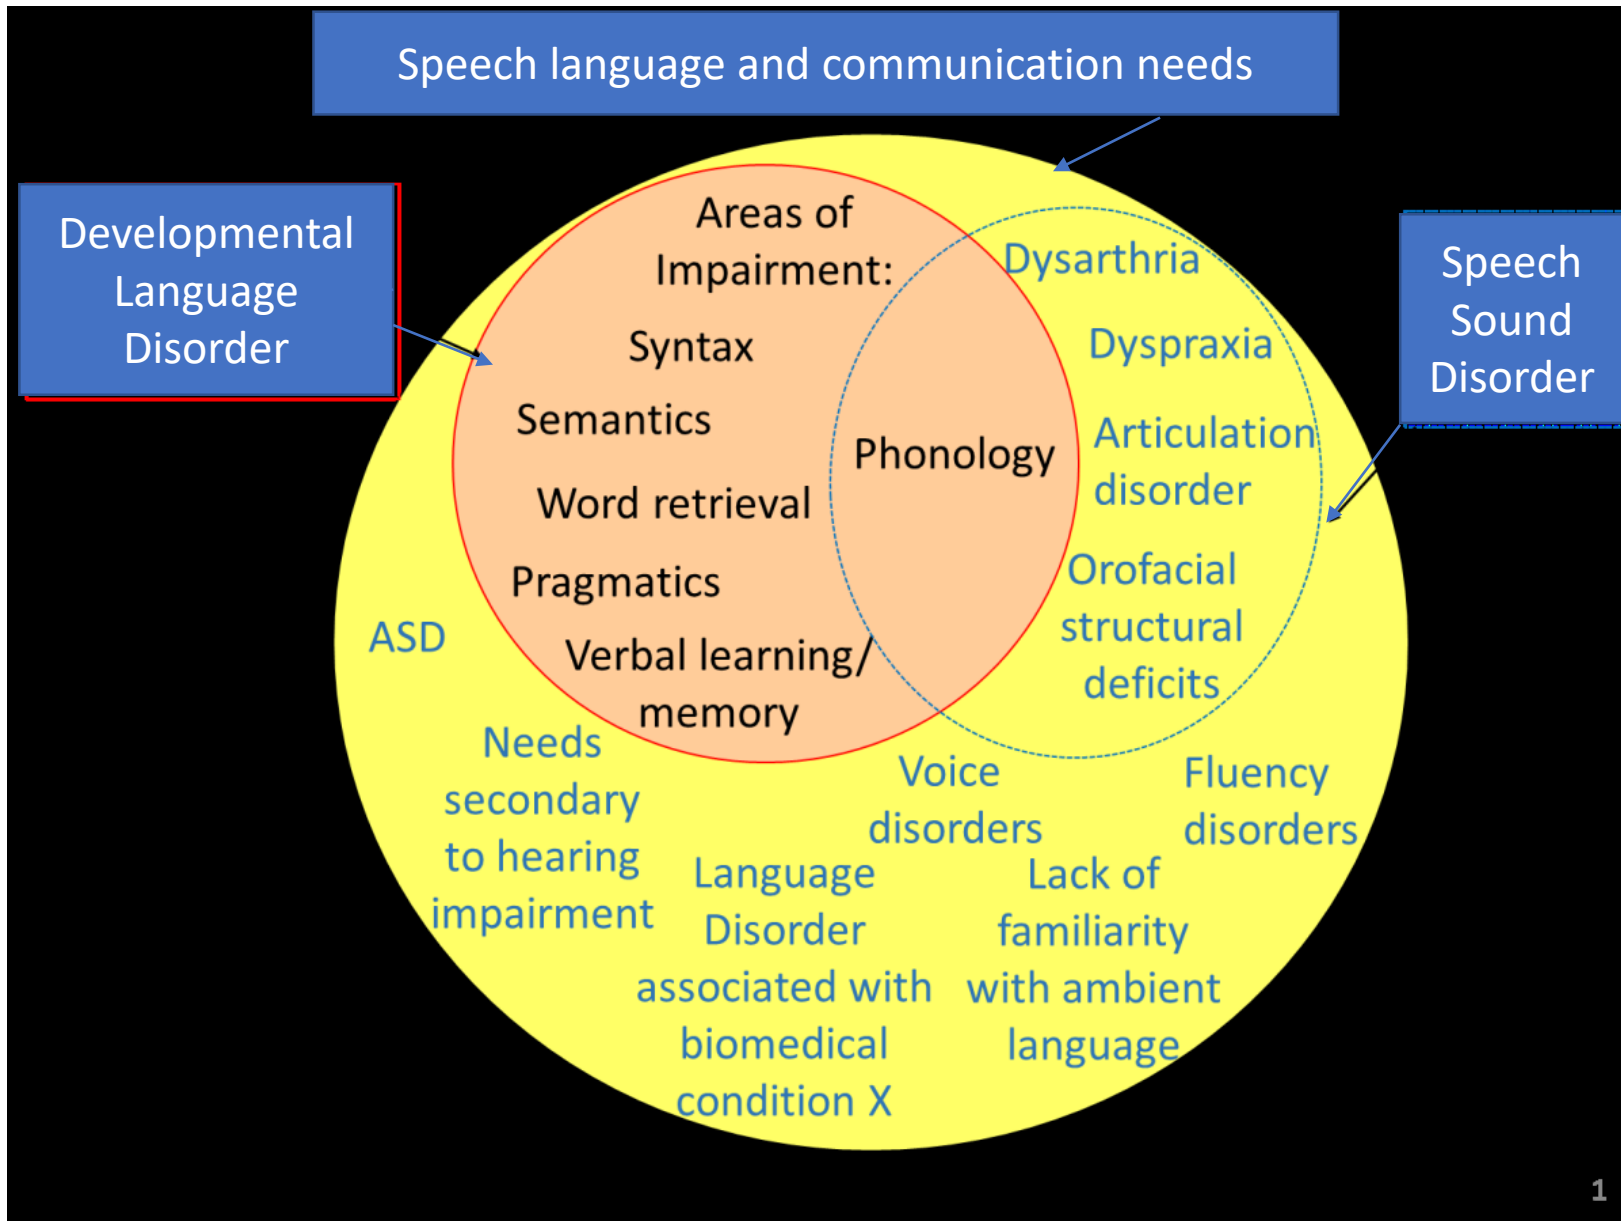 Speech language and communication needs
Developmental
Language
Disorder
Speech
Sound
Disorder
Areas of
Impairment:
Syntax
Semantics
Word retrieval
Pragmatics
Verbal learning/
memory
Phonology
Dysarthria
Dyspraxia
Articulation
disorder
Orofacial
structural
deficits
ASD
Needs
secondary
to hearing
impairment
Voice
disorders
Fluency
disorders
Language
Disorder
associated with
biomedical
condition X
Lack of
familiarity
with ambient
language
1